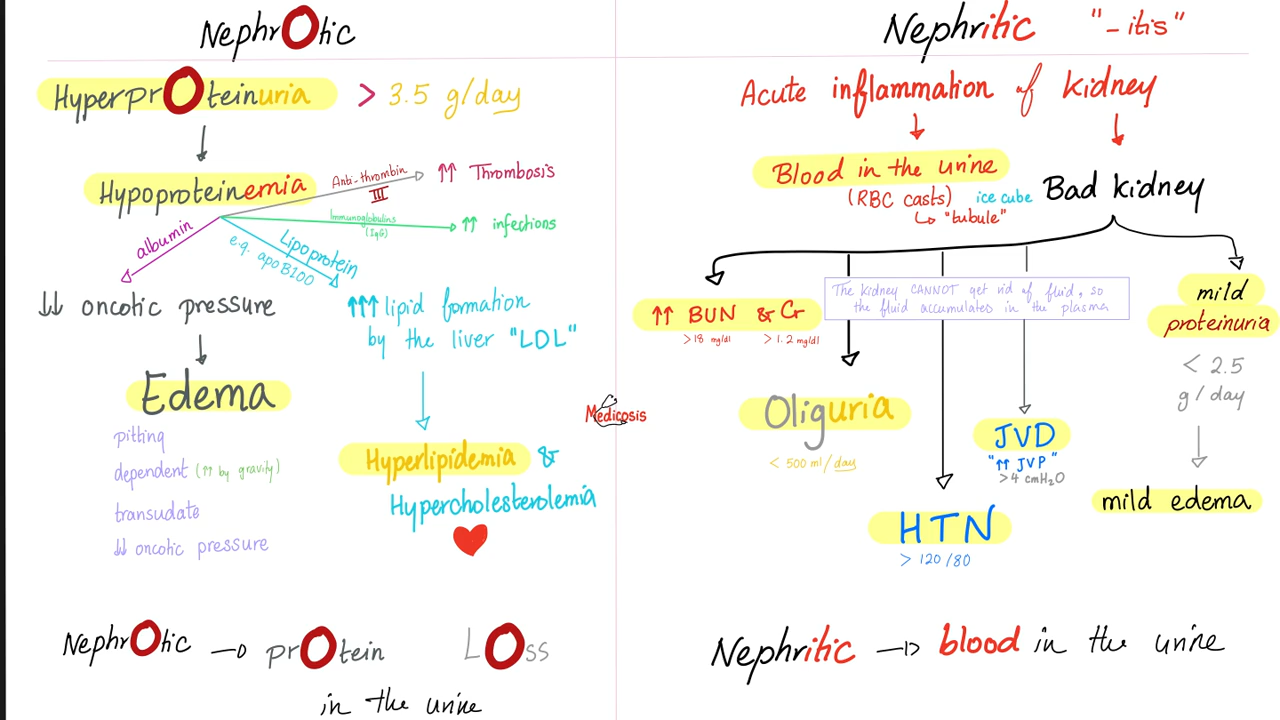 NephrOtic
HyperprOteinuria > 3.5 g/day
Hypoproteinemia
Anti-thrombin
III
↑↑ Thrombosis
Immunoglobulins
(IgG)
↑↑ infections
albumin
Lipoprotein
e.g. apo B100
↓↓ oncotic pressure
↑↑↑ lipid formation
by the liver "LDL"
Edema
pitting
dependent (↑↑ by gravity)
transudate
↓↓ oncotic pressure
Hyperlipidemia &
Hypercholesterolemia
NephrOtic → prOtein LOss
in the urine
Medicosis
Nephritic "-itis"
Acute inflammation of kidney
Blood in the urine
(RBC casts) ice cube
↳ "tubule"
Bad kidney
↑↑ BUN & Cr
>18 mg/dl >1.2 mg/dl
The kidney CANNOT get rid of fluid, so
the fluid accumulates in the plasma
mild
proteinuria
< 2.5
g/day
mild edema
Oliguria
< 500 ml/day
JVD
"↑↑ JVP"
>4 cmH2O
HTN
> 120/80
Nephritic → blood in the urine